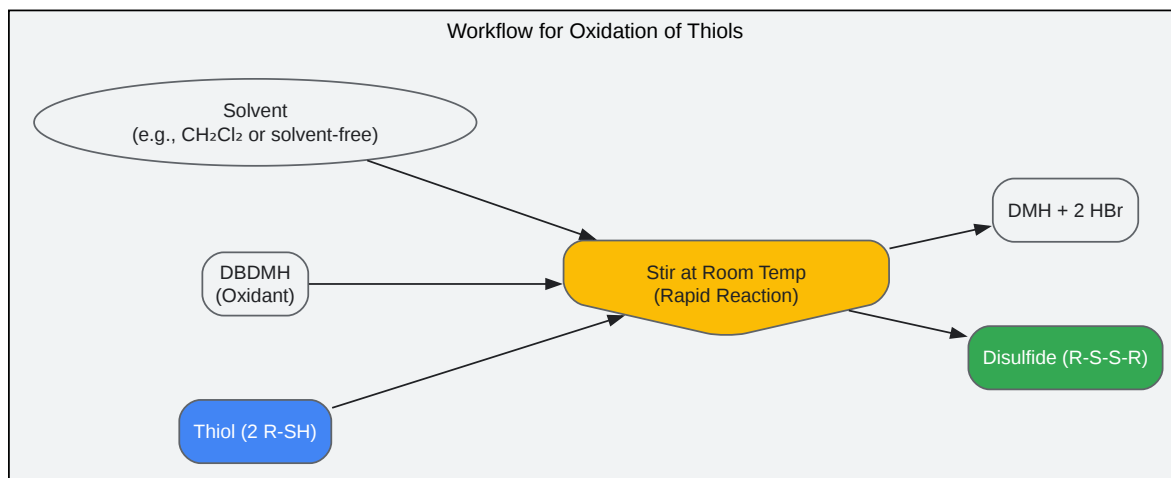 Workflow for Oxidation of Thiols
Solvent
(e.g., CH₂Cl₂ or solvent-free)
DMH + 2 HBr
DBDMH
(Oxidant)
Stir at Room Temp
(Rapid Reaction)
Disulfide (R-S-S-R)
Thiol (2 R-SH)